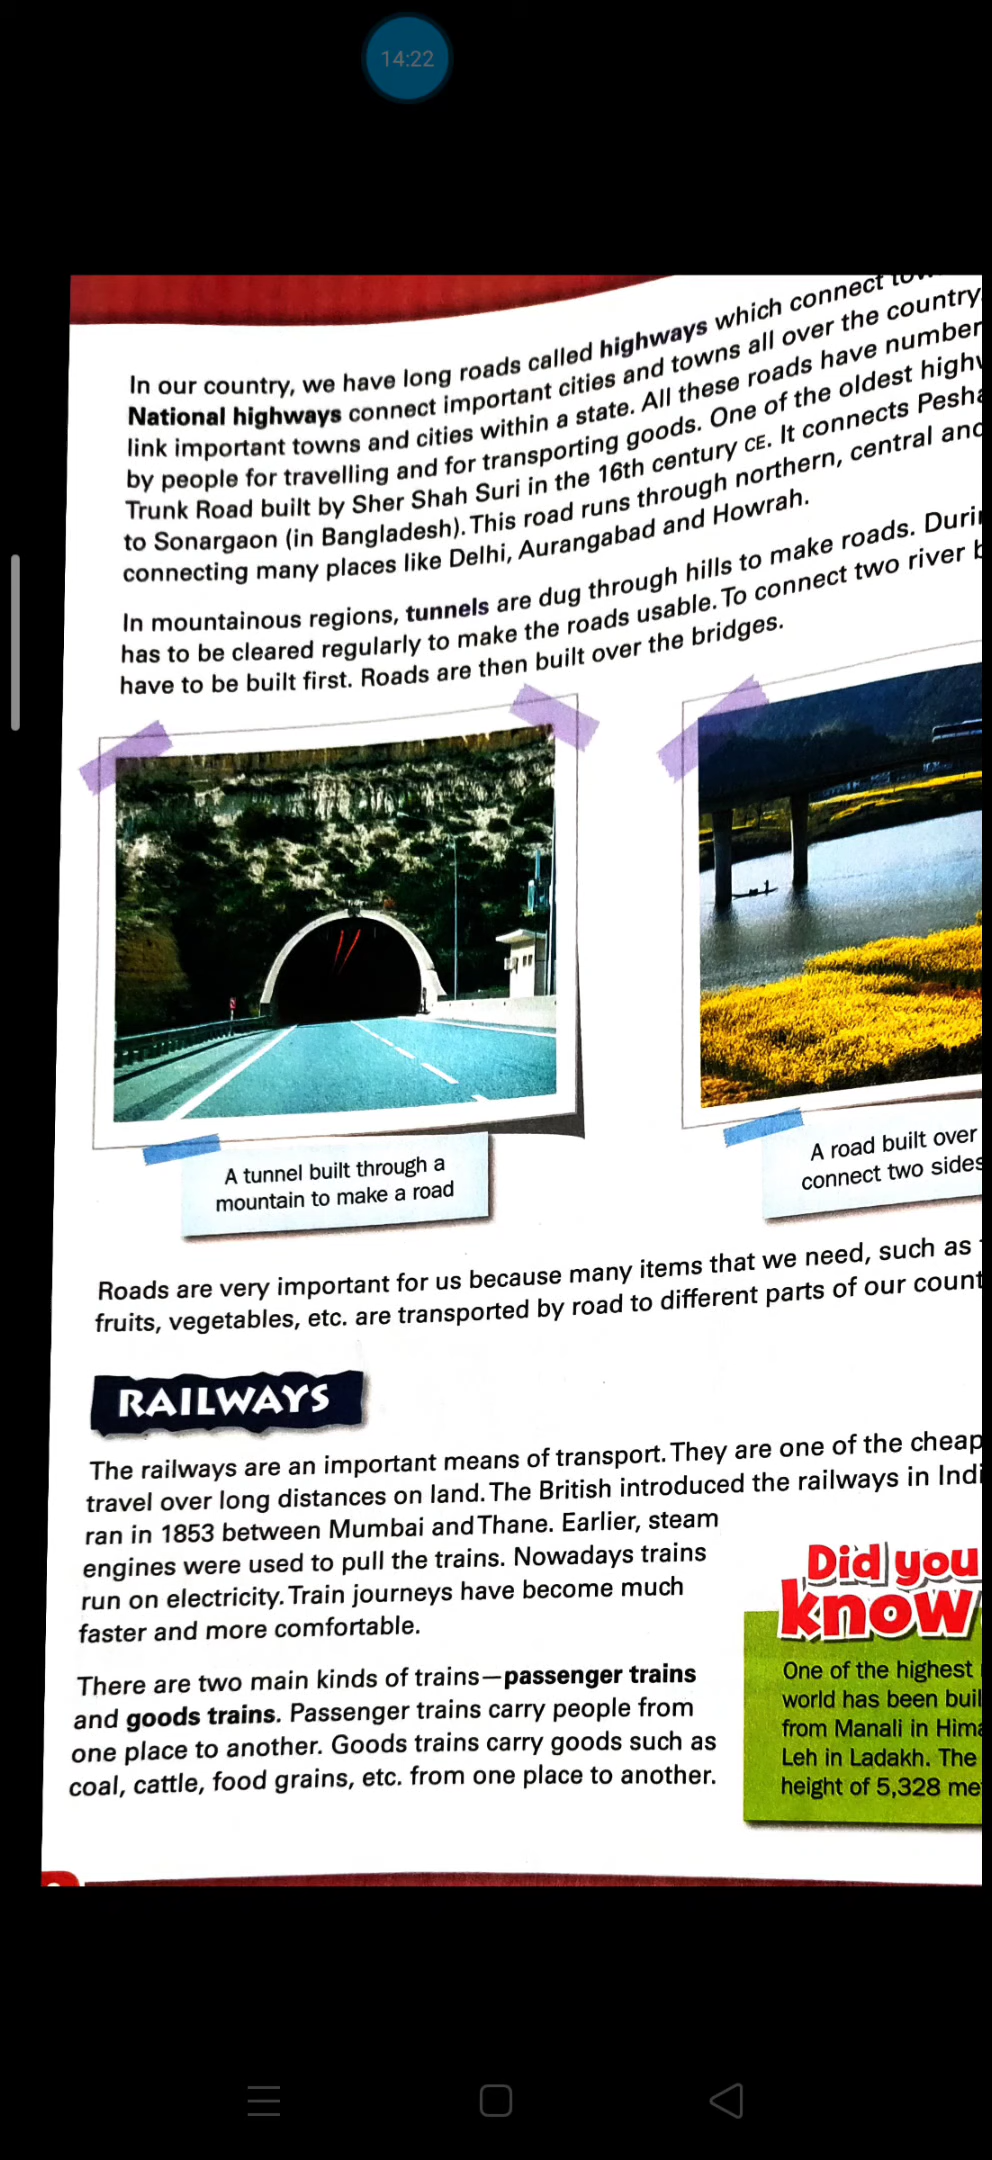 14:22
In our country, we have long roads called highways which connect
National highways connect important cities and towns all over the country
link important towns and cities within a state. All these roads have number
by people for travelling and for transporting goods. One of the oldest
Trunk Road built by Sher Shah Suri in the 16th century CE. It connects
to Sonargaon (in Bangladesh). This road runs through northern, central
connecting many places like Delhi, Aurangabad and Howrah.
In mountainous regions, tunnels are dug through hills to make roads.
has to be cleared regularly to make the roads usable. To connect two river
have to be built first. Roads are then built over the bridges.
A tunnel built through a
mountain to make a road
A road built over
connect two sides
Roads are very important for us because many items that we need, such as
fruits, vegetables, etc. are transported by road to different parts of our
RAILWAYS
The railways are an important means of transport. They are one of the
travel over long distances on land. The British introduced the railways in
ran in 1853 between Mumbai and Thane. Earlier, steam
engines were used to pull the trains. Nowadays trains
run on electricity. Train journeys have become much
faster and more comfortable.
There are two main kinds of trains—passenger trains
and goods trains. Passenger trains carry people from
one place to another. Goods trains carry goods such as
coal, cattle, food grains, etc. from one place to another.
Did you
know
One of the highest
world has been
from Manali in
Leh in Ladakh. The
height of 5,328